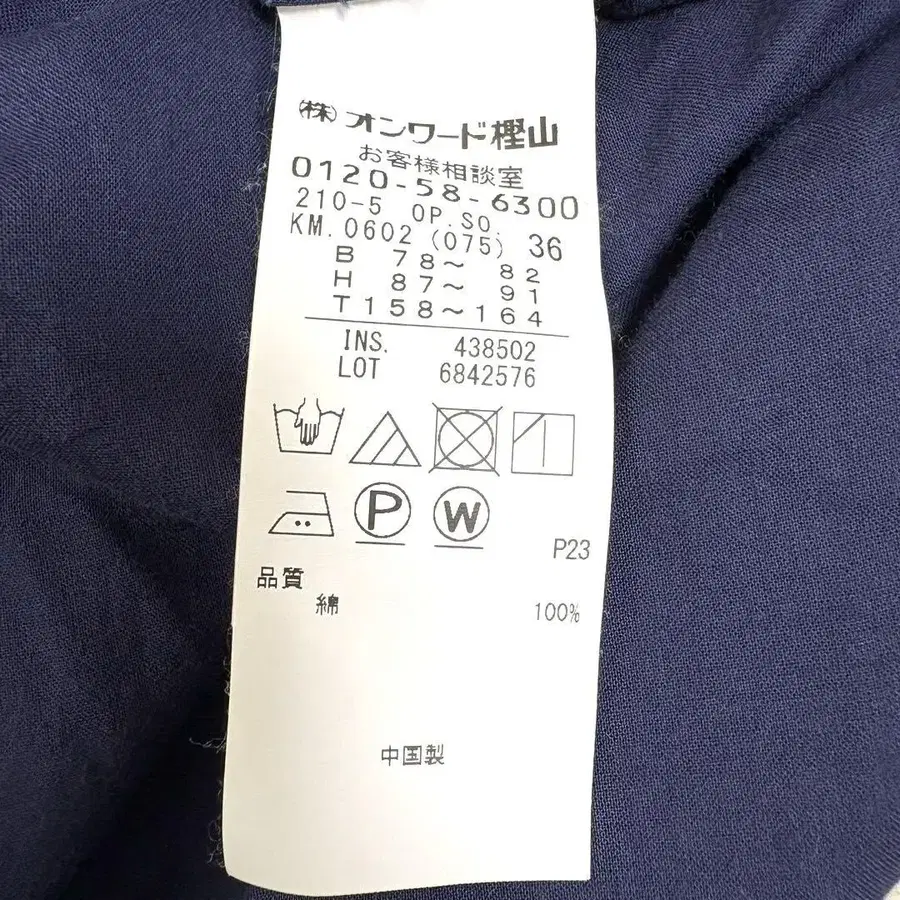 (株) オンワード樫山
お客様相談室
0120-58-6300
210-5 OP.SO.
KM.0602 (075) 36
B 78～ 82
H 87～ 91
T158～164
INS. 438502
LOT 6842576
P W
P23
品質
綿 100%
中国製